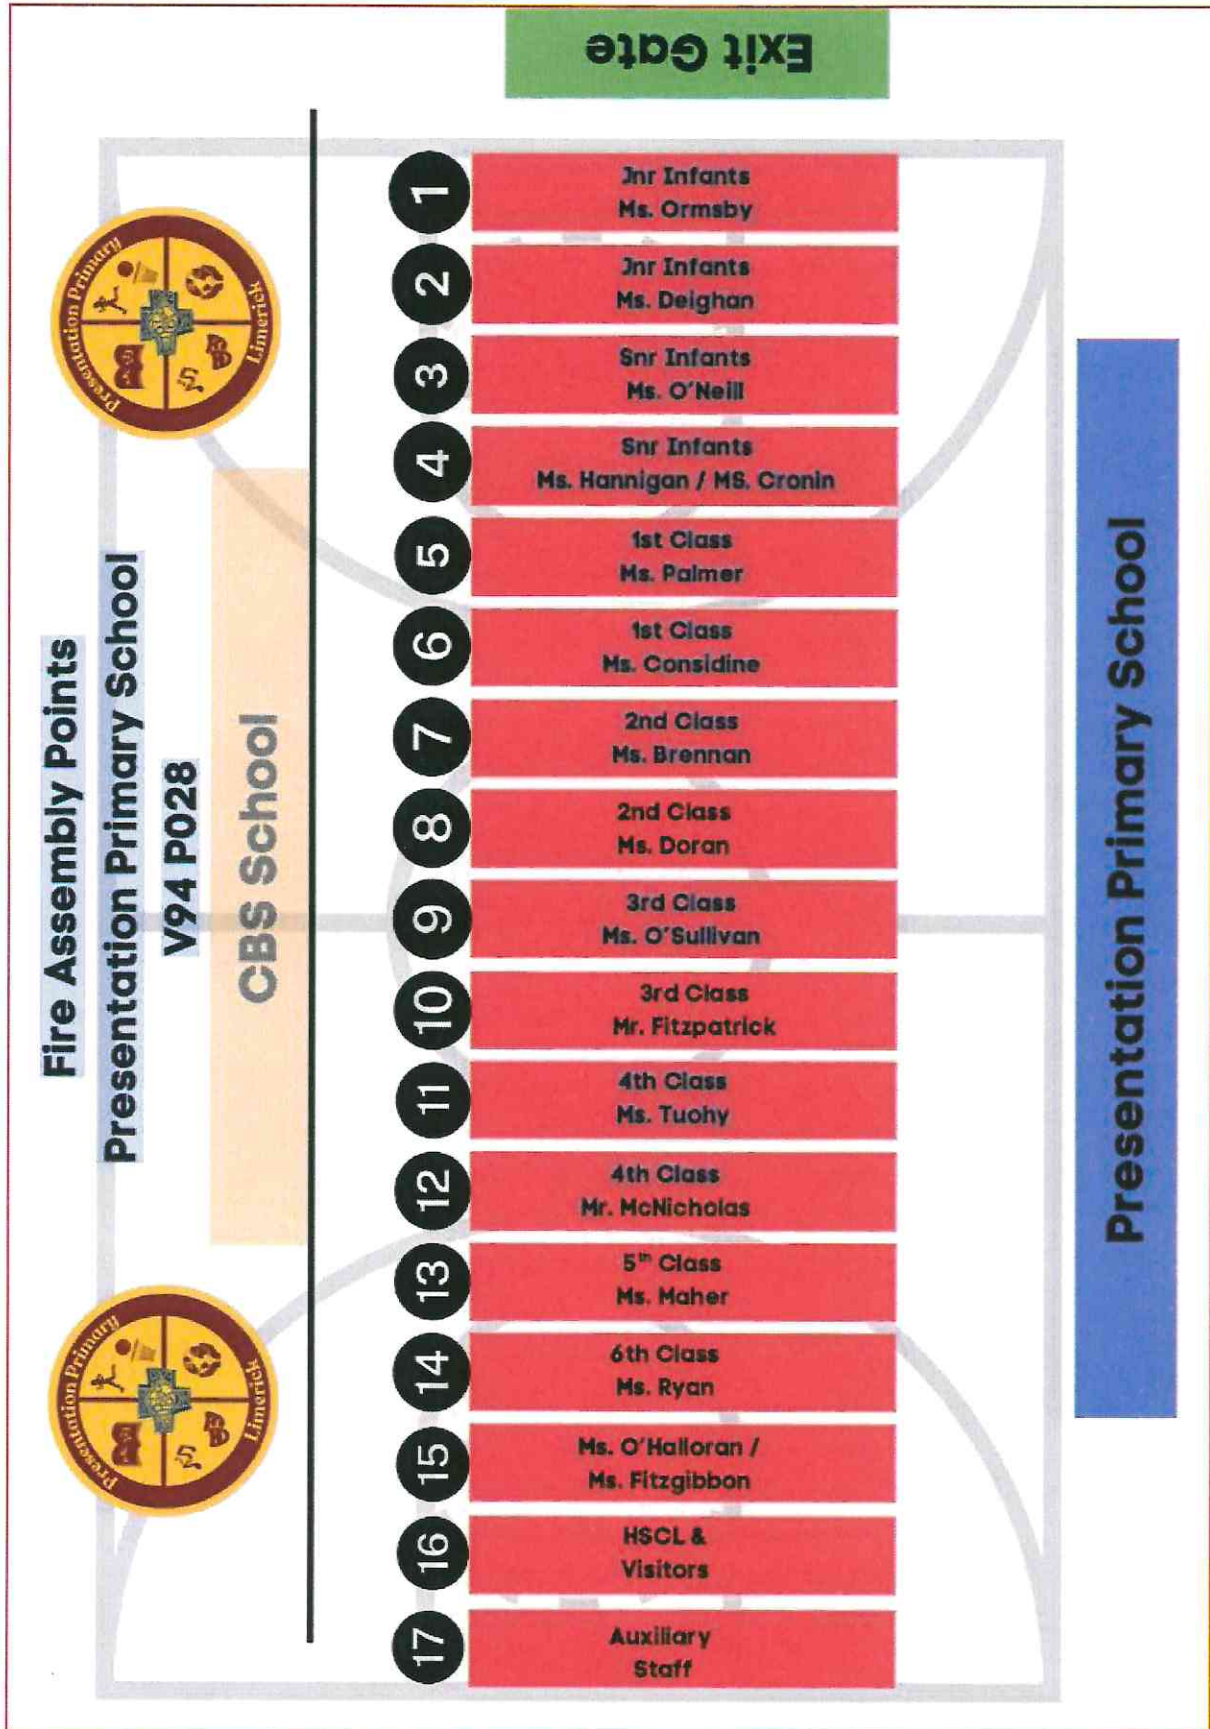 Fire Assembly Points
Presentation Primary School
V94 P028
CBS School
Exit Gate
1
Jnr Infants
Ms. Ormsby
2
Jnr Infants
Ms. Deighan
3
Snr Infants
Ms. O'Neill
4
Snr Infants
Ms. Hannigan / MS. Cronin
5
1st Class
Ms. Palmer
6
1st Class
Ms. Considine
7
2nd Class
Ms. Brennan
8
2nd Class
Ms. Doran
9
3rd Class
Ms. O'Sullivan
10
3rd Class
Mr. Fitzpatrick
11
4th Class
Ms. Tuohy
12
4th Class
Mr. McNicholas
13
5th Class
Ms. Maher
14
6th Class
Ms. Ryan
15
Ms. O'Halloran /
Ms. Fitzgibbon
16
HSCL &
Visitors
17
Auxiliary
Staff
Presentation Primary School
Presentation Primary
Limerick
Presentation Primary
Limerick